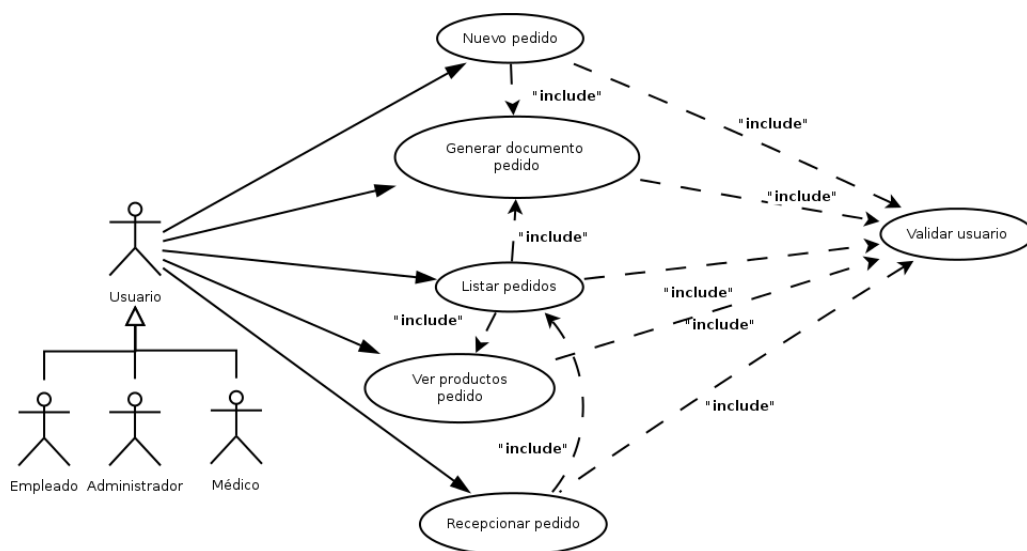 Nuevo pedido
"include"
"include"
Generar documento
pedido
"include"
"include"
Validar usuario
Usuario
Listar pedidos
"include"
"include"
"include"
Ver productos
pedido
"include"
"include"
Empleado
Administrador
Médico
Recepcionar pedido